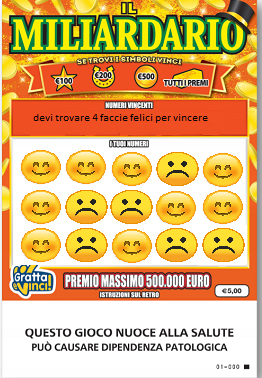 IL
MILIARDARIO
SE TROVI I SIMBOLI VINCI
€100
€200
€500
TUTTI I PREMI
NUMERI VINCENTI
devi trovare 4 faccie felici per vincere
I TUOI NUMERI
Gratta e vinci!
PREMIO MASSIMO 500.000 EURO
ISTRUZIONI SUL RETRO
€5,00
QUESTO GIOCO NUOCE ALLA SALUTE
PUÒ CAUSARE DIPENDENZA PATOLOGICA
01-000